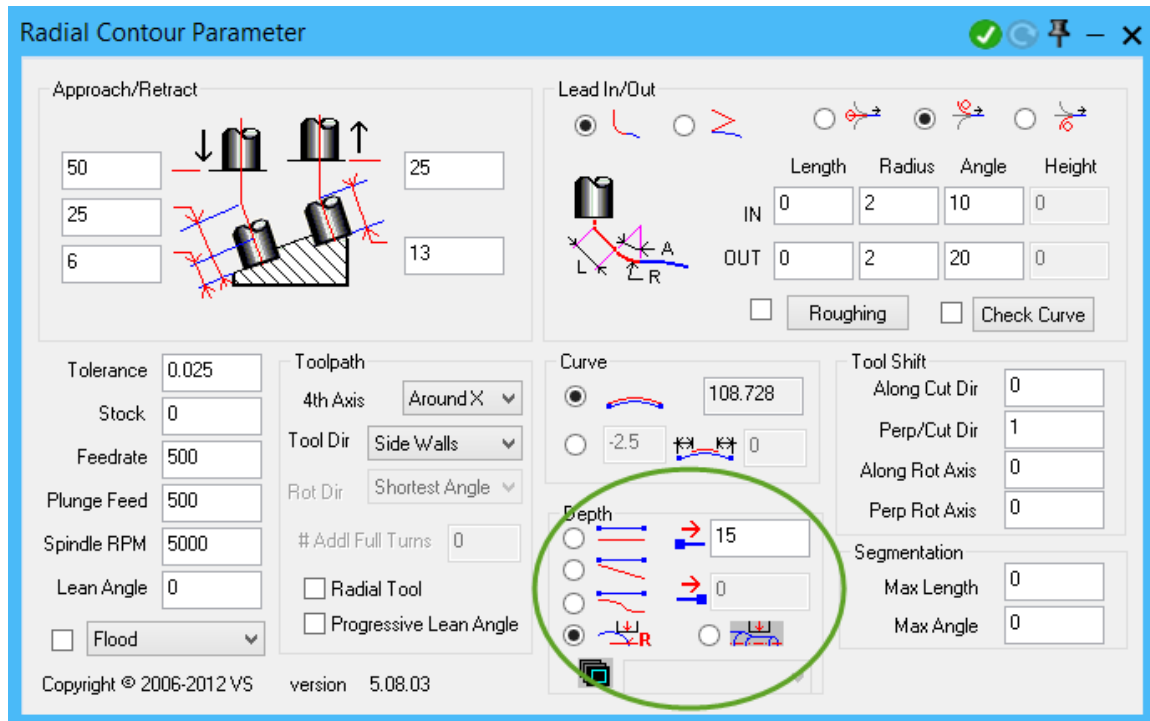 Radial Contour Parameter
Approach/Retract
50
25
6
25
13
Lead In/Out
Length Radius Angle Height
IN 0 2 10 0
OUT 0 2 20 0
L A R
Roughing Check Curve
Tolerance 0.025
Stock 0
Feedrate 500
Plunge Feed 500
Spindle RPM 5000
Lean Angle 0
Flood
Toolpath
4th Axis Around X
Tool Dir Side Walls
Rot Dir Shortest Angle
# Addl Full Turns 0
Radial Tool
Progressive Lean Angle
Curve
108.728
-2.5 0
Depth
15
0
R
Tool Shift
Along Cut Dir 0
Perp/Cut Dir 1
Along Rot Axis 0
Perp Rot Axis 0
Segmentation
Max Length 0
Max Angle 0
Copyright © 2006-2012 VS version 5.08.03